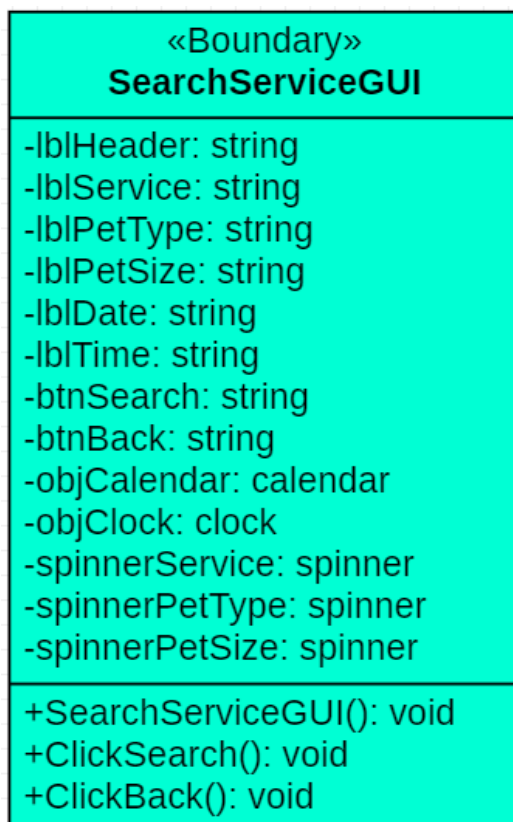 «Boundary»
SearchServiceGUI
-lblHeader: string
-lblService: string
-lblPetType: string
-lblPetSize: string
-lblDate: string
-lblTime: string
-btnSearch: string
-btnBack: string
-objCalendar: calendar
-objClock: clock
-spinnerService: spinner
-spinnerPetType: spinner
-spinnerPetSize: spinner
+SearchServiceGUI(): void
+ClickSearch(): void
+ClickBack(): void